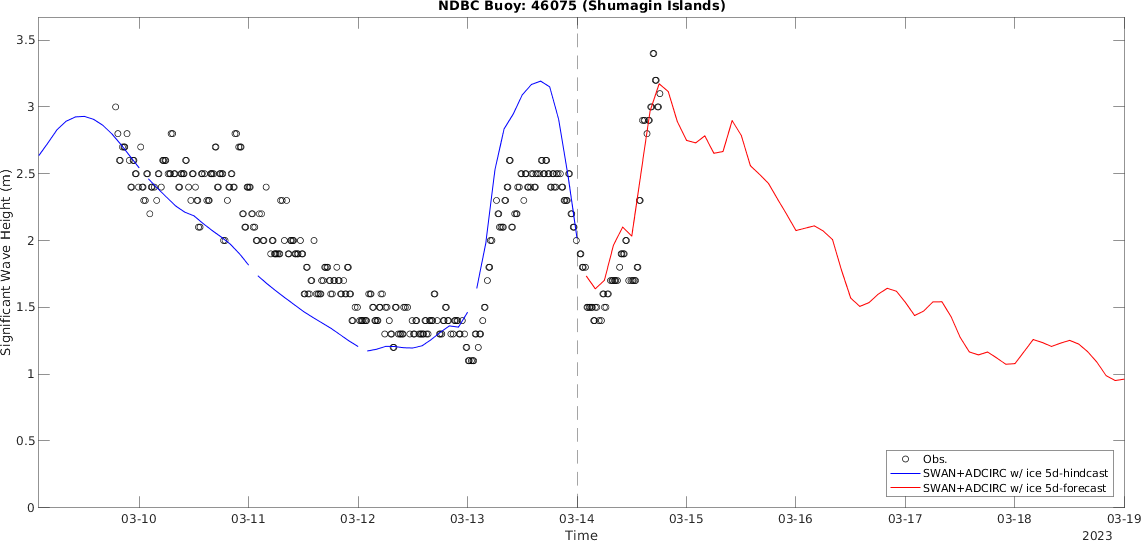 NDBC Buoy: 46075 (Shumagin Islands)
3.5
3
2.5
2
1.5
1
0.5
0
Significant Wave Height (m)
Obs.
SWAN+ADCIRC w/ ice 5d-hindcast
SWAN+ADCIRC w/ ice 5d-forecast
03-10 03-11 03-12 03-13 03-14 03-15 03-16 03-17 03-18 03-19
Time
2023